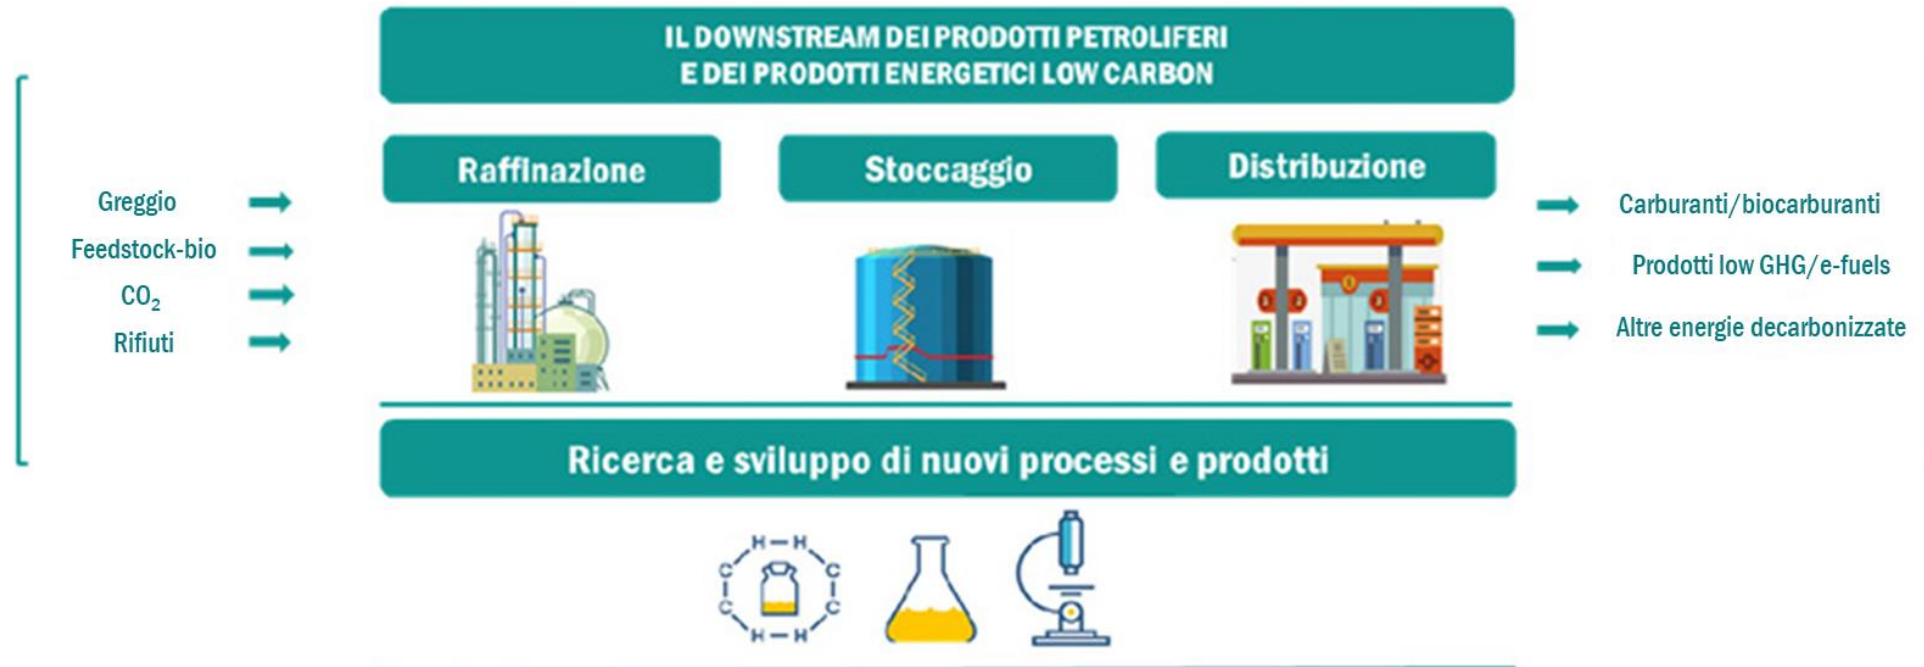 IL DOWNSTREAM DEI PRODOTTI PETROLIFERI
E DEI PRODOTTI ENERGETICI LOW CARBON
Raffinazione
Stoccaggio
Distribuzione
Greggio
Feedstock-bio
CO₂
Rifiuti
Carburanti/biocarburanti
Prodotti low GHG/e-fuels
Altre energie decarbonizzate
Ricerca e sviluppo di nuovi processi e prodotti
H H
C C
C C
H H